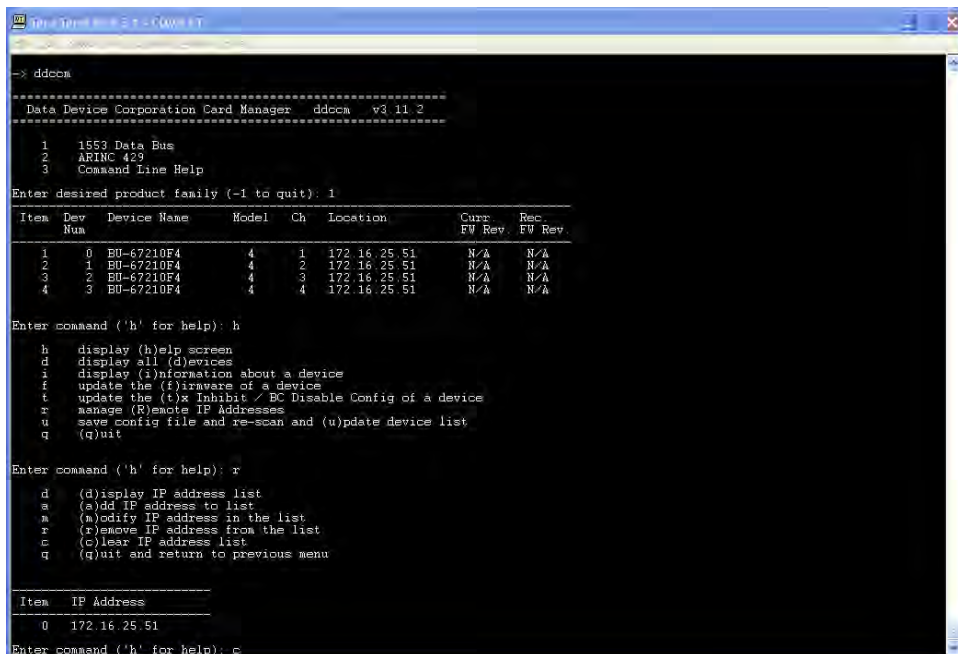 -> ddccm
==================================================
Data Device Corporation Card Manager ddccm v3.11.2
==================================================
1 1553 Data Bus
2 ARINC 429
3 Command Line Help
Enter desired product family (-1 to quit): 1
Item Dev Device Name Model Ch Location Curr. Rec.
Num FW Rev. FW Rev.
1 0 BU-67210F4 4 1 172.16.25.51 N/A N/A
2 1 BU-67210F4 4 2 172.16.25.51 N/A N/A
3 2 BU-67210F4 4 3 172.16.25.51 N/A N/A
4 3 BU-67210F4 4 4 172.16.25.51 N/A N/A
Enter command ('h' for help): h
h display (h)elp screen
d display all (d)evices
i display (i)nformation about a device
f update the (f)irmware of a device
t update the (t)x Inhibit / BC Disable Config of a device
r manage (R)emote IP Addresses
u save config file and re-scan and (u)pdate device list
q (q)uit
Enter command ('h' for help): r
d (d)isplay IP address list
a (a)dd IP address to list
m (m)odify IP address in the list
r (r)emove IP address from the list
c (c)lear IP address list
q (q)uit and return to previous menu
Item IP Address
0 172.16.25.51
Enter command ('h' for help): c